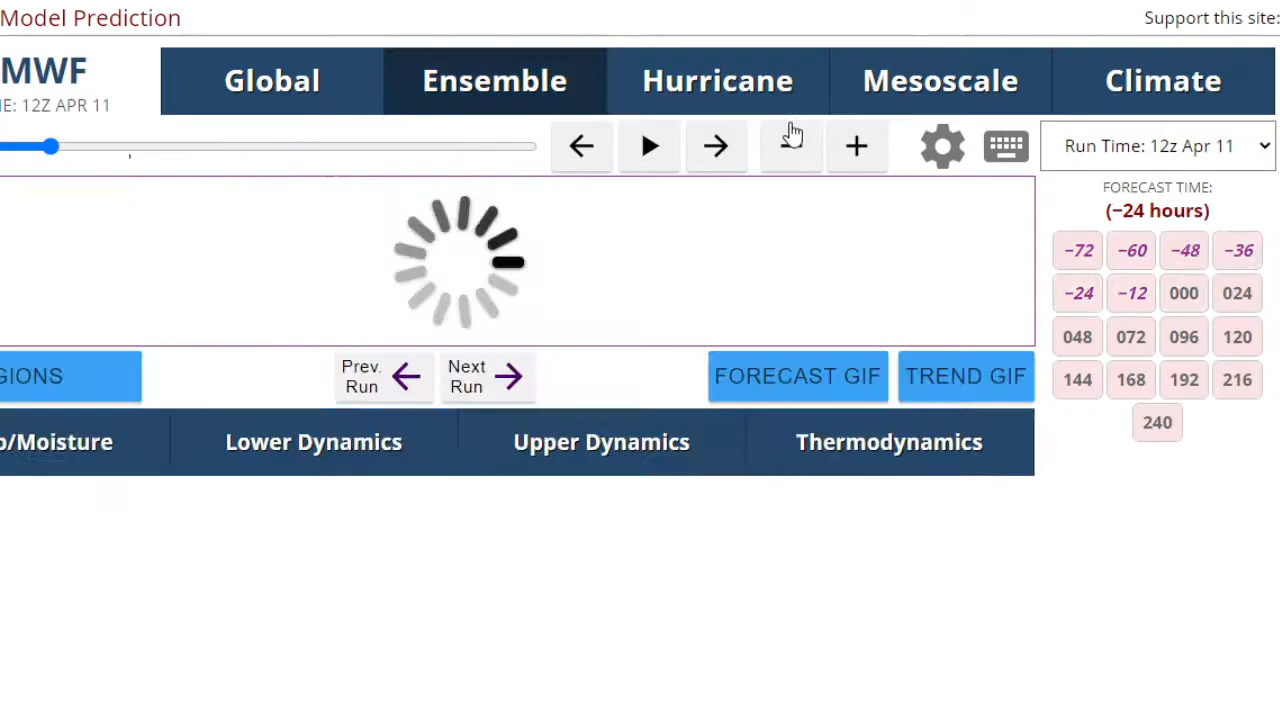 Model Prediction
Support this site:
MWF
E: 12Z APR 11
Global
Ensemble
Hurricane
Mesoscale
Climate
Run Time: 12z Apr 11
FORECAST TIME:
(−24 hours)
−72 −60 −48 −36
−24 −12 000 024
048 072 096 120
144 168 192 216
240
GIONS
Prev. Run
Next Run
FORECAST GIF
TREND GIF
p/Moisture
Lower Dynamics
Upper Dynamics
Thermodynamics